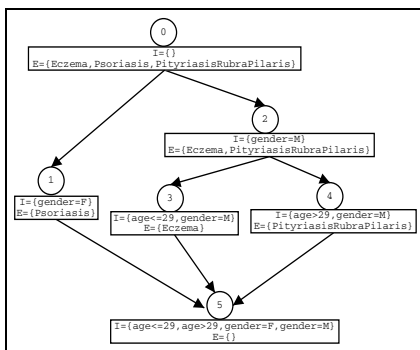 0
I={}
E={Eczema,Psoriasis,PityriasisRubraPilaris}
2
I={gender=M}
E={Eczema,PityriasisRubraPilaris}
1
I={gender=F}
E={Psoriasis}
3
I={age<=29,gender=M}
E={Eczema}
4
I={age>29,gender=M}
E={PityriasisRubraPilaris}
5
I={age<=29,age>29,gender=F,gender=M}
E={}